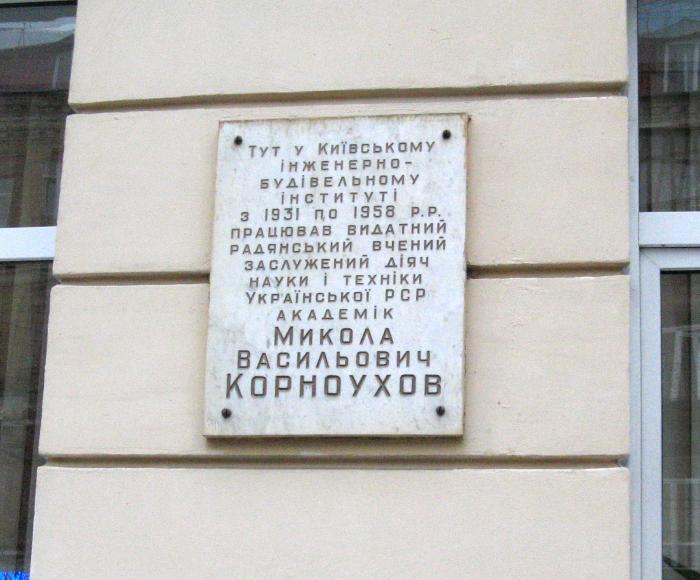 Тут у Київському
інженерно-
будівельному
інституті
з 1931 по 1958 р.р.
працював видатний
радянський вчений
заслужений діяч
науки і техніки
Української РСР
академік
Микола
Васильович
Корноухов